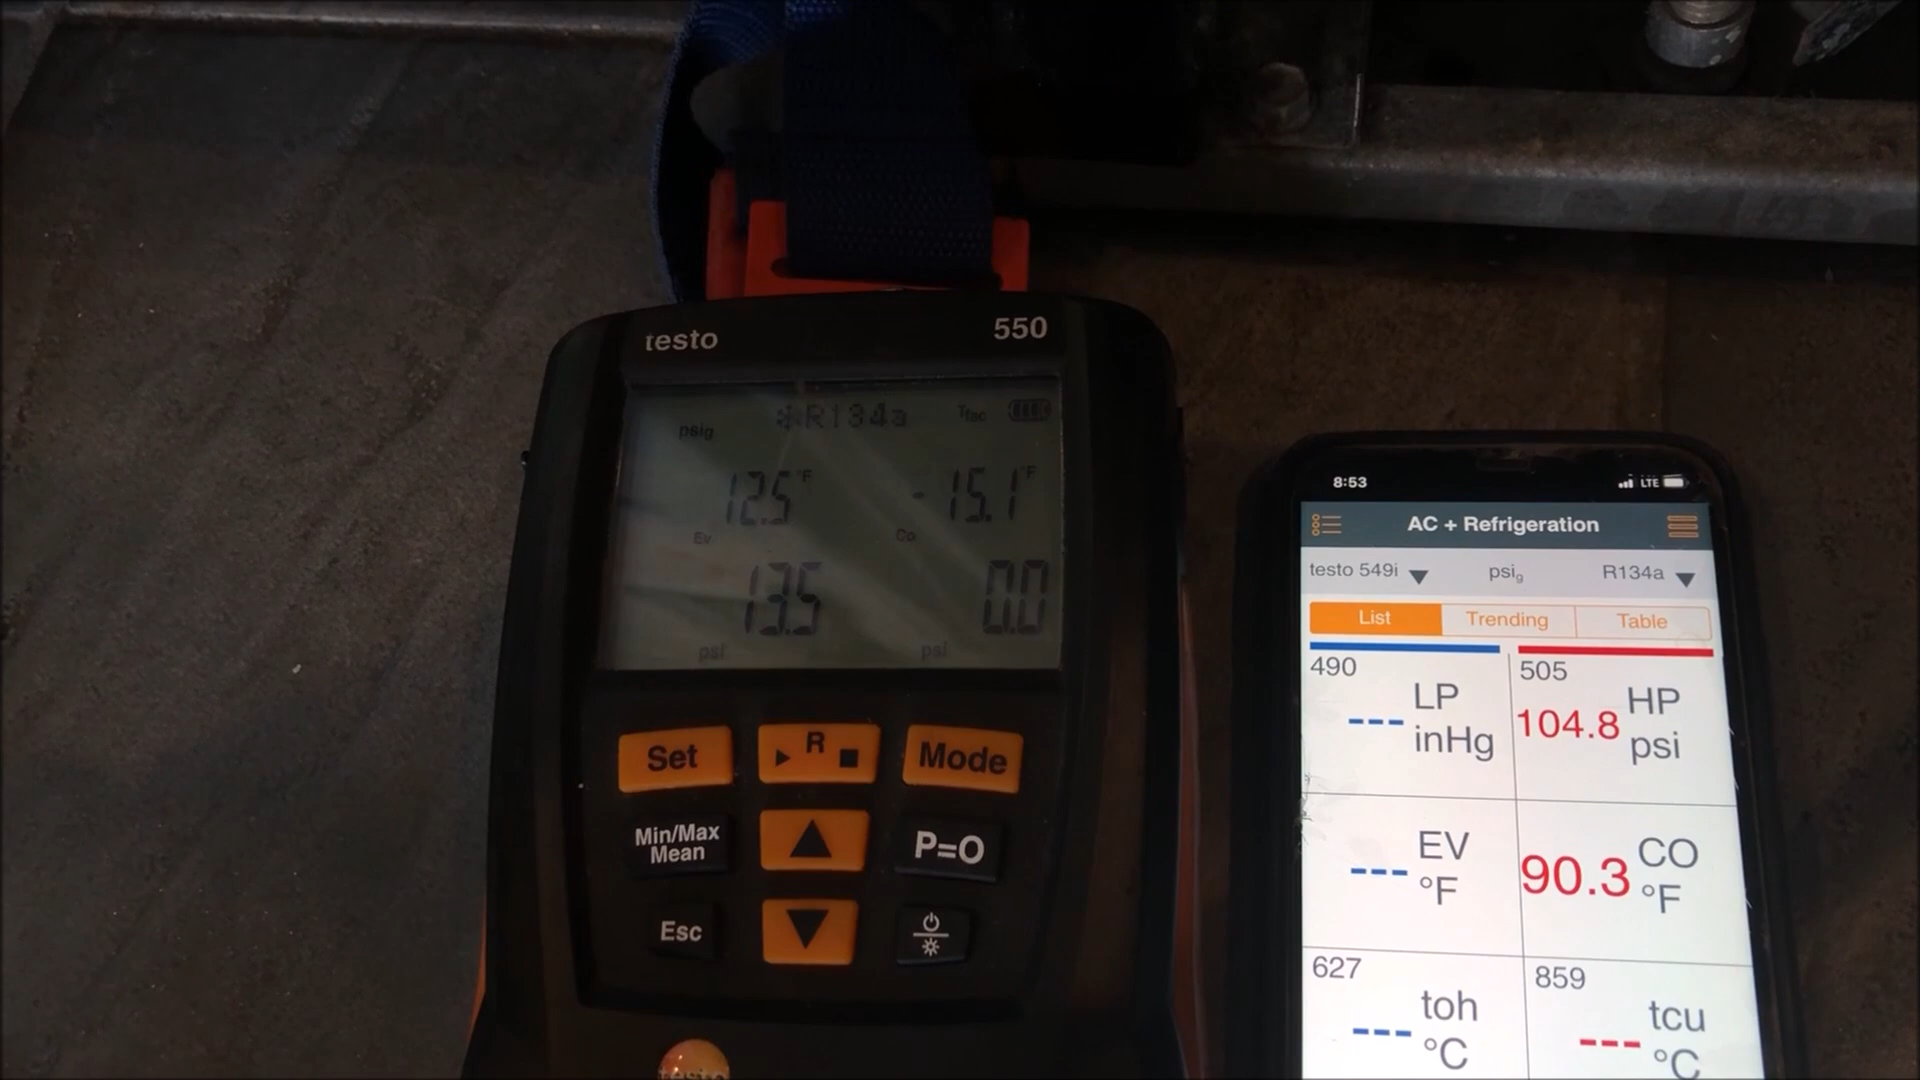 testo 550
psig ❄R134a Tfac
12.5 °F -15.1 °F
Ev Co
13.5 0.0
psi psi
Set ▶ R ■ Mode
Min/Max
Mean
▲
P=O
Esc ▼
testo
8:53 LTE
AC + Refrigeration
testo 549i ▼ psig R134a ▼
List Trending Table
490 LP
--- inHg
505 HP
104.8 psi
EV
--- °F
CO
90.3 °F
627 toh
--- °C
859 tcu
--- °C